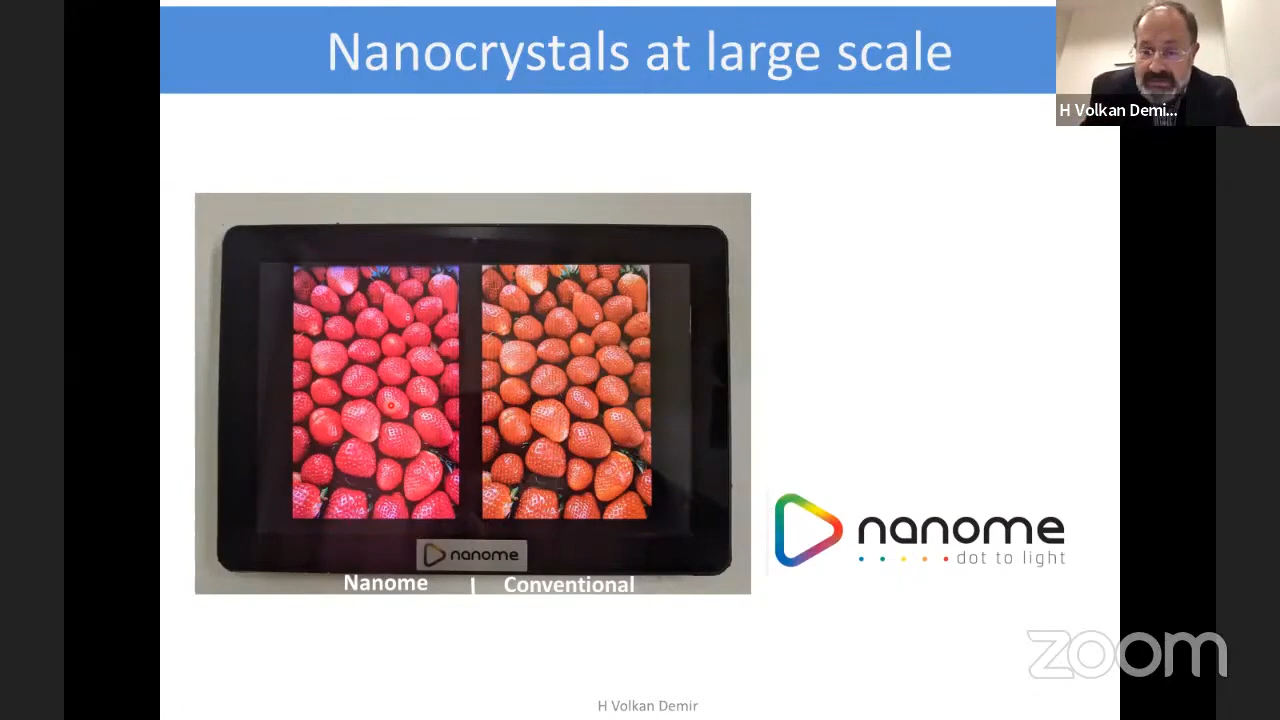 Nanocrystals at large scale
H Volkan Demi...
nanome
Nanome | Conventional
nanome
dot to light
zoom
H Volkan Demir